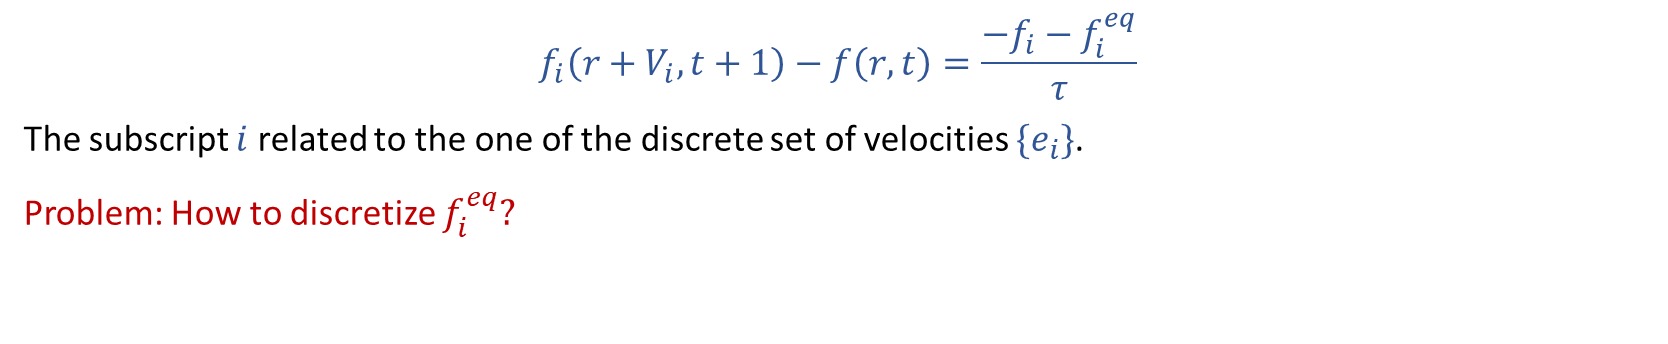 f_i(r + V_i, t + 1) − f(r, t) = \frac{−f_i − f_i^{eq}}{τ}
The subscript i related to the one of the discrete set of velocities {e_i}.
Problem: How to discretize f_i^{eq}?